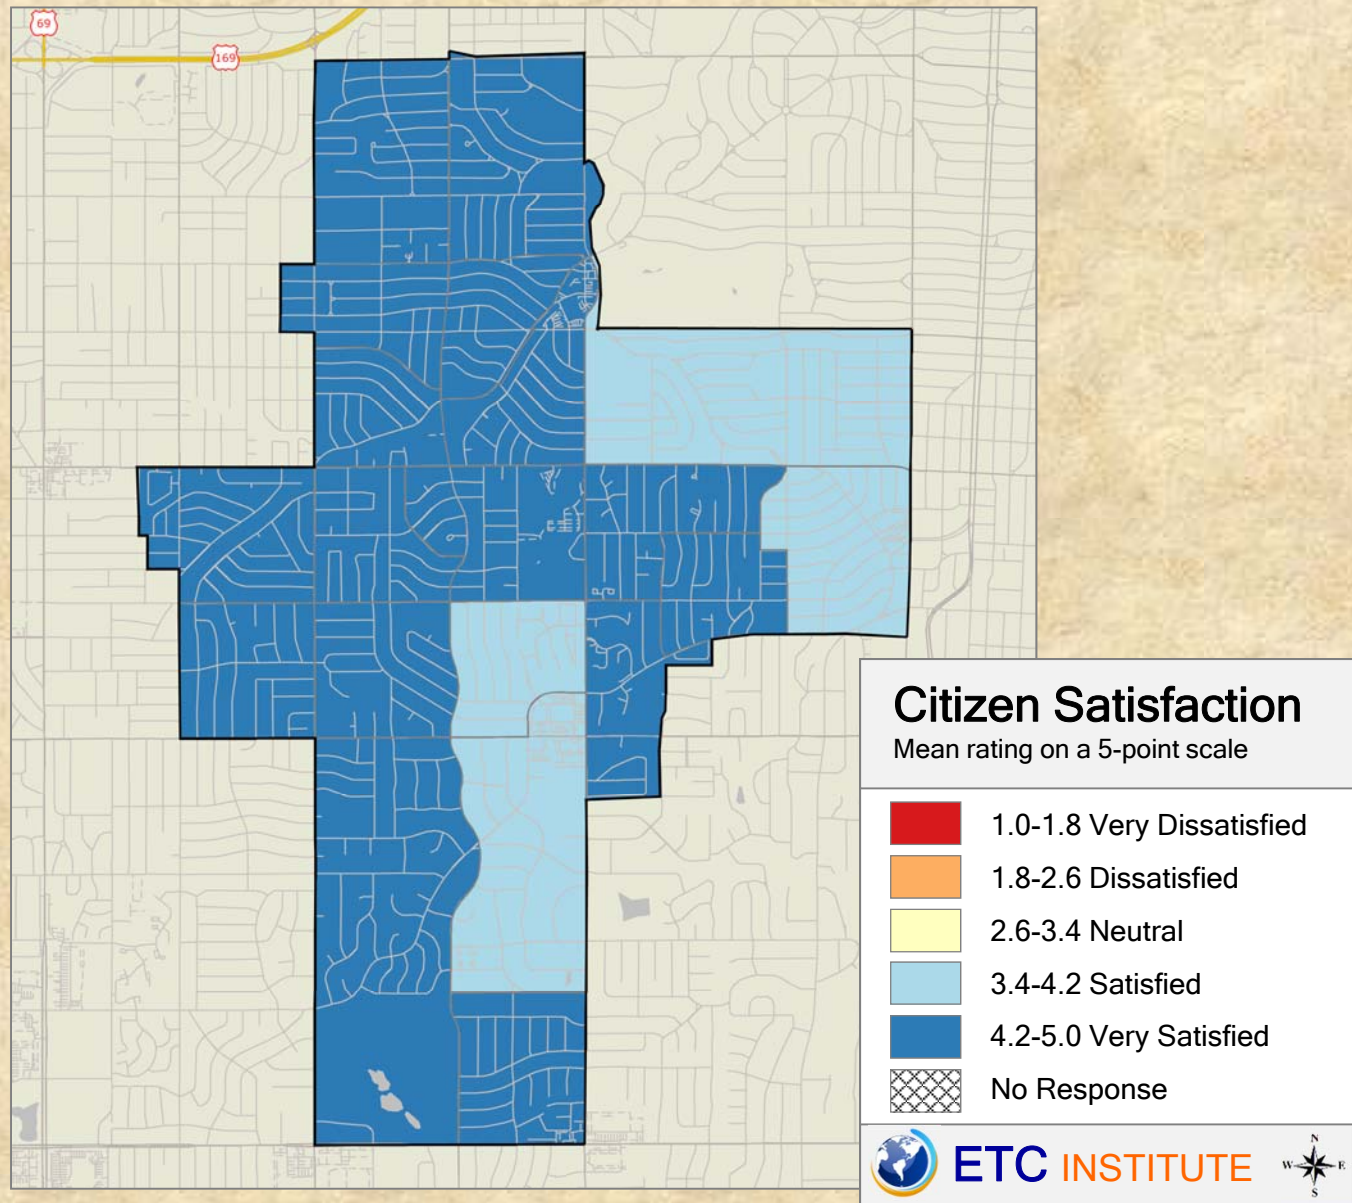 69
169
Citizen Satisfaction
Mean rating on a 5-point scale
1.0-1.8 Very Dissatisfied
1.8-2.6 Dissatisfied
2.6-3.4 Neutral
3.4-4.2 Satisfied
4.2-5.0 Very Satisfied
No Response
ETC INSTITUTE
N
W E
S